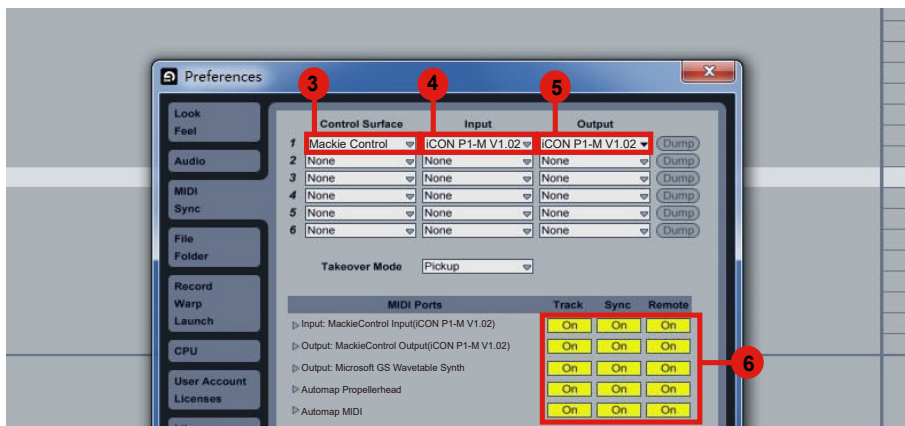 Preferences
X
3 4 5
Look
Feel
Audio
MIDI
Sync
File
Folder
Record
Warp
Launch
CPU
User Account
Licenses
Control Surface Input Output
1 Mackie Control iCON P1-M V1.02 iCON P1-M V1.02 Dump
2 None None None Dump
3 None None None Dump
4 None None None Dump
5 None None None Dump
6 None None None Dump
Takeover Mode Pickup
MIDI Ports Track Sync Remote
Input: MackieControl Input(iCON P1-M V1.02) On On On
Output: MackieControl Output(iCON P1-M V1.02) On On On
Output: Microsoft GS Wavetable Synth On On On
Automap Propellerhead On On On
Automap MIDI On On On
6